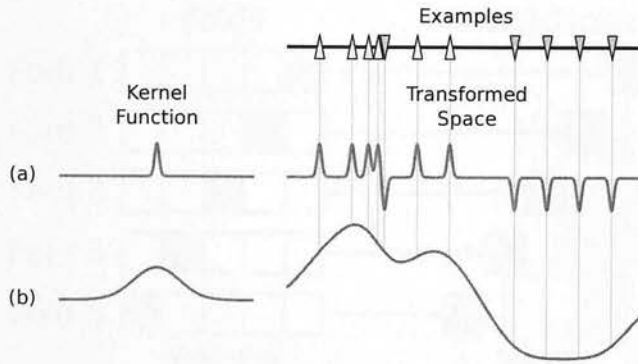 Examples
Kernel
Function
Transformed
Space
(a)
(b)